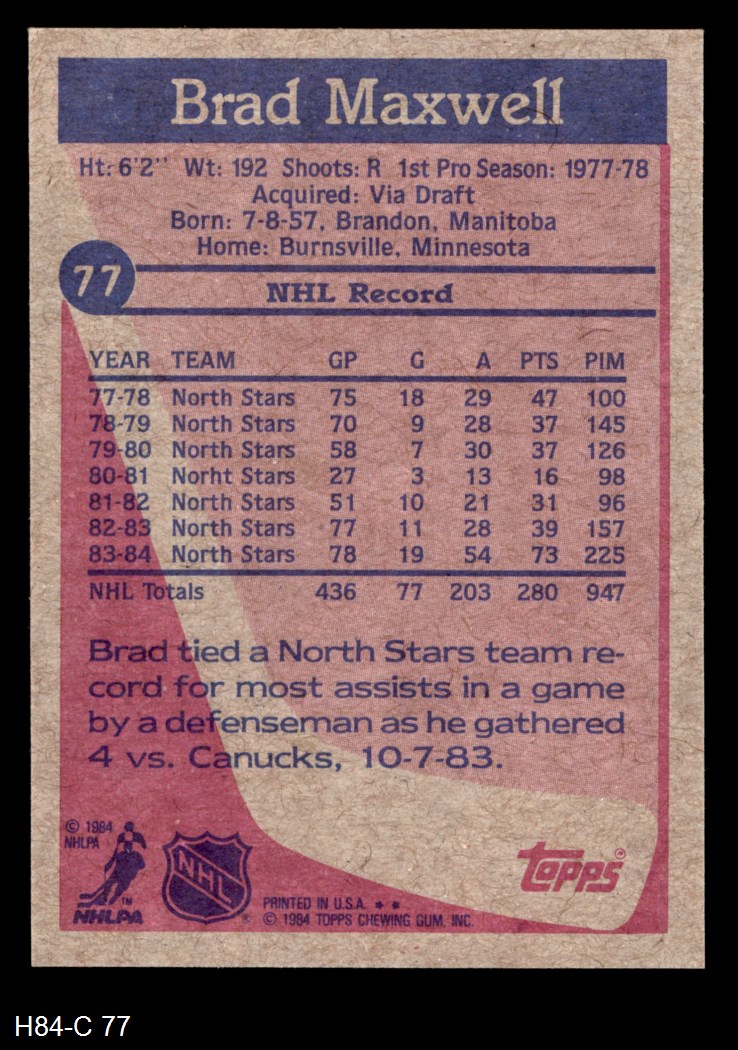 Brad Maxwell
Ht: 6'2'' Wt: 192 Shoots: R 1st Pro Season: 1977-78
Acquired: Via Draft
Born: 7-8-57, Brandon, Manitoba
Home: Burnsville, Minnesota
77
NHL Record
YEAR TEAM GP G A PTS PIM
77-78 North Stars 75 18 29 47 100
78-79 North Stars 70 9 28 37 145
79-80 North Stars 58 7 30 37 126
80-81 Norht Stars 27 3 13 16 98
81-82 North Stars 51 10 21 31 96
82-83 North Stars 77 11 28 39 157
83-84 North Stars 78 19 54 73 225
NHL Totals 436 77 203 280 947
Brad tied a North Stars team re-
cord for most assists in a game
by a defenseman as he gathered
4 vs. Canucks, 10-7-83.
© 1984
NHLPA
TM
NHLPA
NHL
®
PRINTED IN U.S.A. * *
© 1984 TOPPS CHEWING GUM, INC.
topps®
H84-C 77